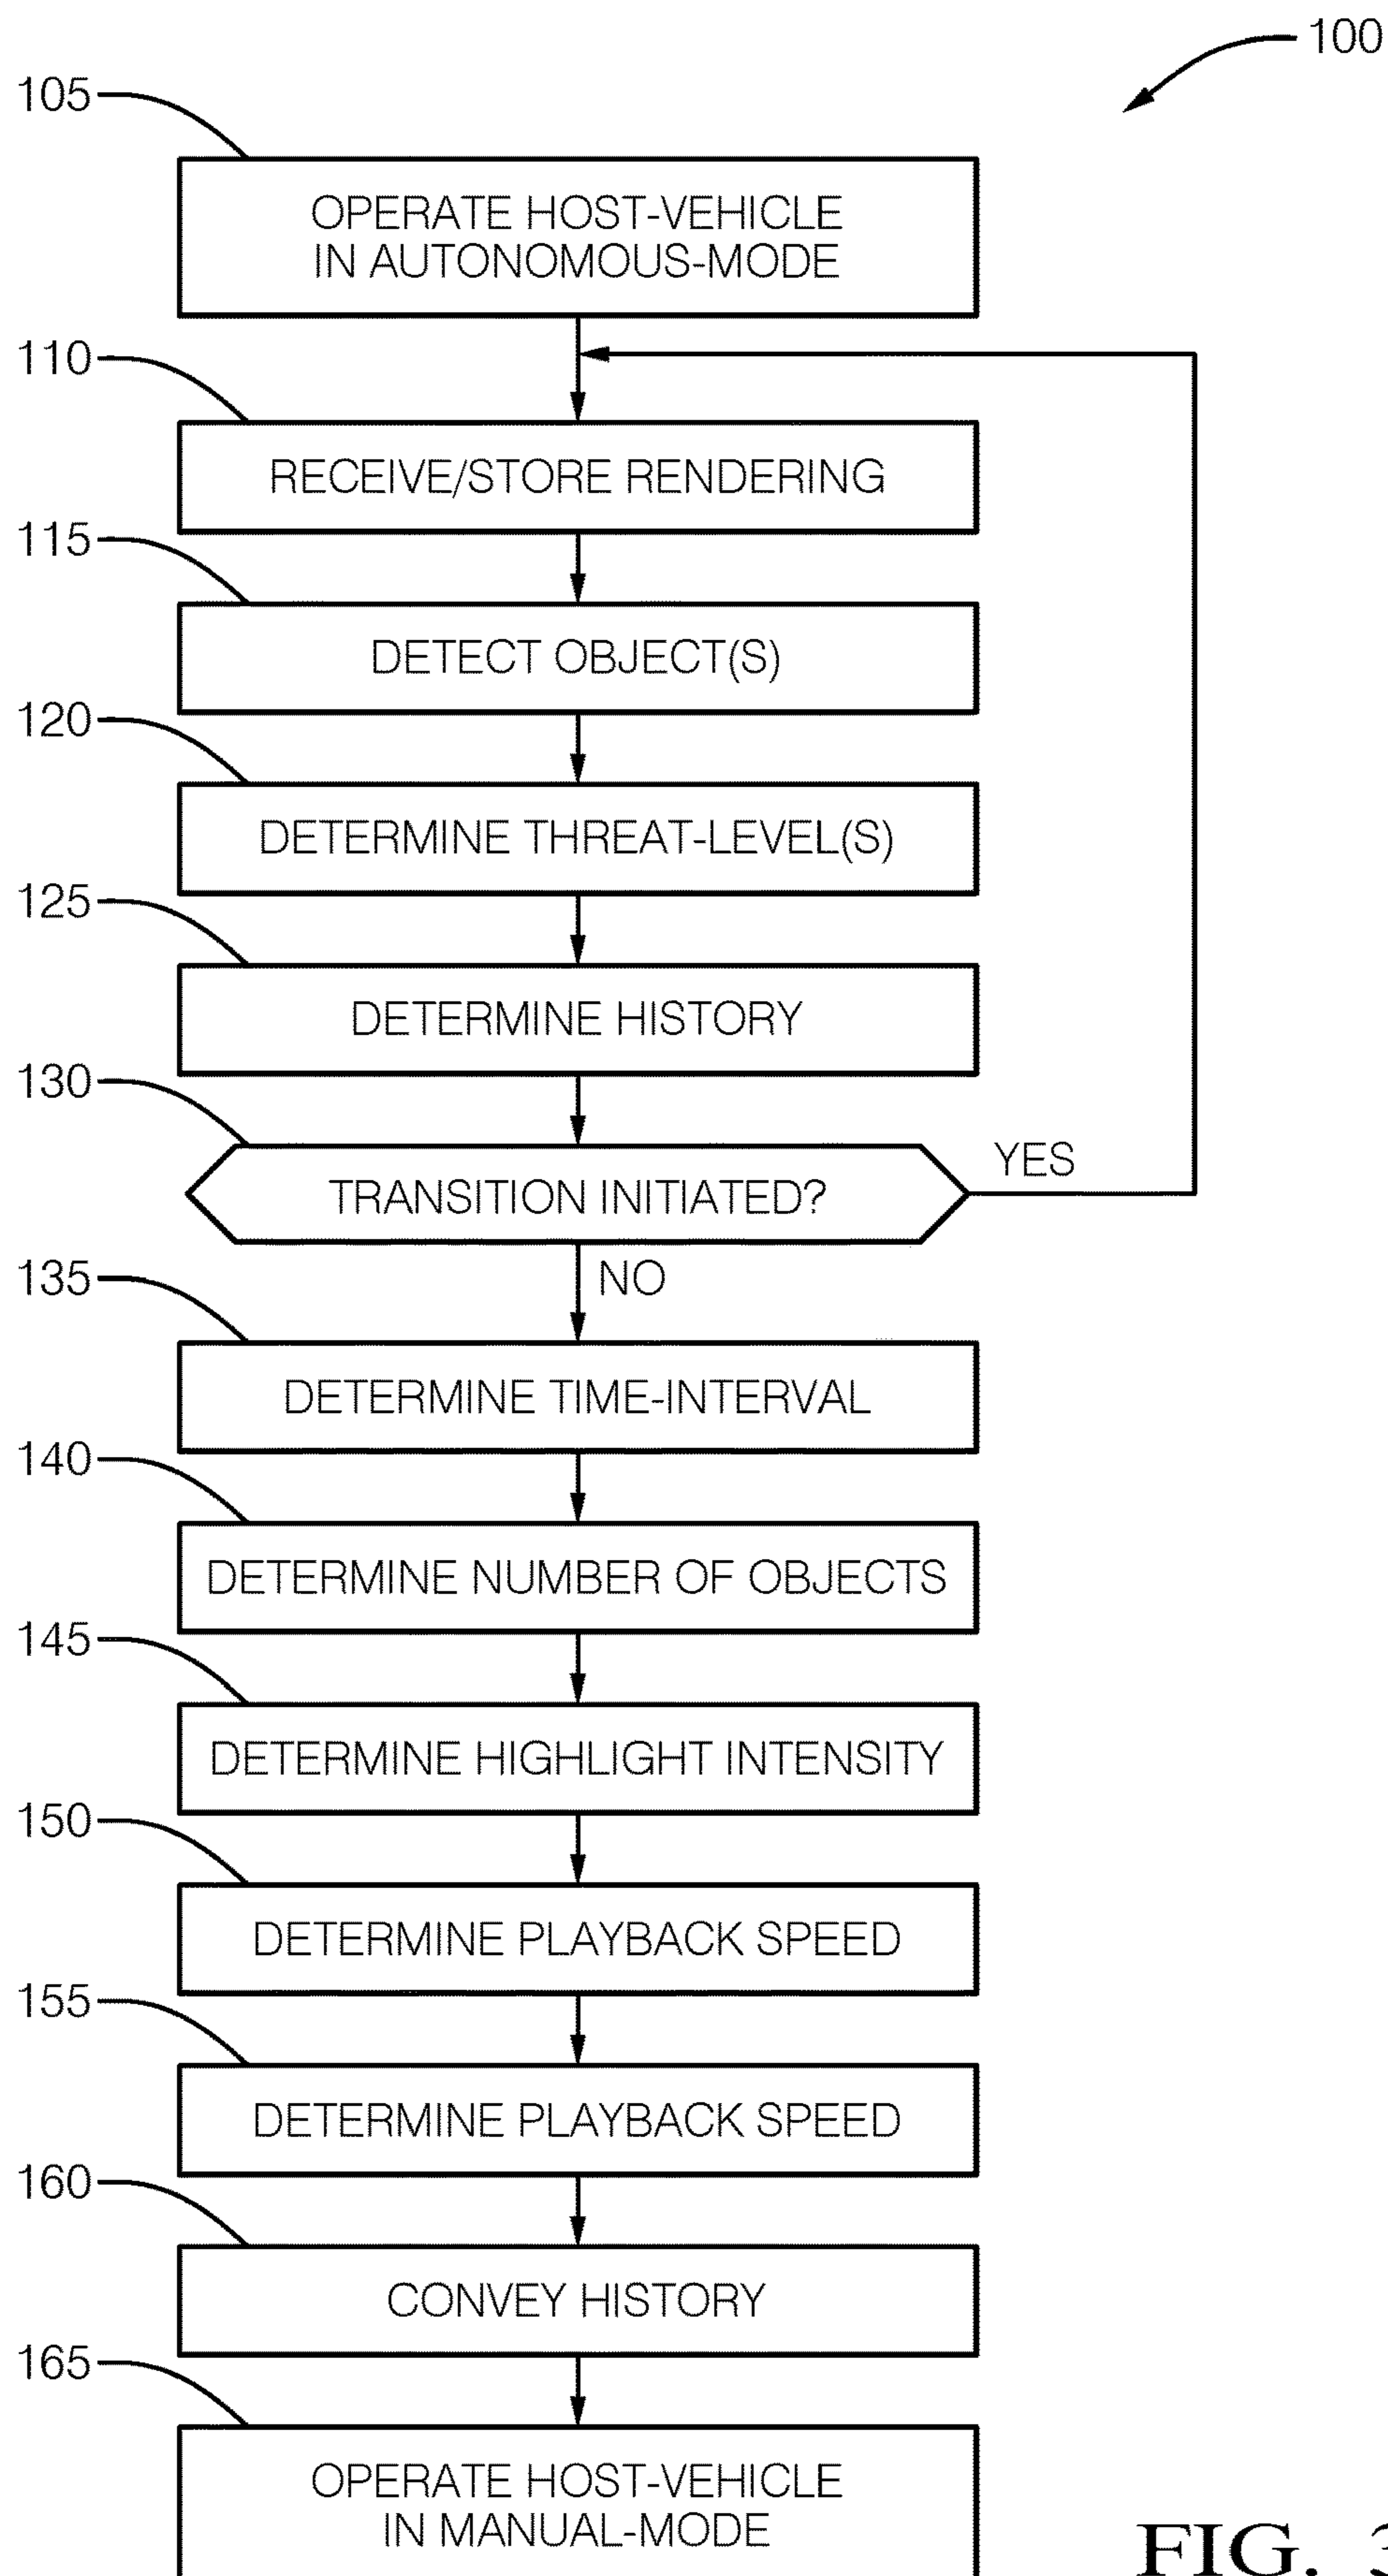 100
105
OPERATE HOST-VEHICLE
IN AUTONOMOUS-MODE
110
RECEIVE/STORE RENDERING
115
DETECT OBJECT(S)
120
DETERMINE THREAT-LEVEL(S)
125
DETERMINE HISTORY
130
TRANSITION INITIATED?
YES
NO
135
DETERMINE TIME-INTERVAL
140
DETERMINE NUMBER OF OBJECTS
145
DETERMINE HIGHLIGHT INTENSITY
150
DETERMINE PLAYBACK SPEED
155
DETERMINE PLAYBACK SPEED
160
CONVEY HISTORY
165
OPERATE HOST-VEHICLE
IN MANUAL-MODE
FIG. 3